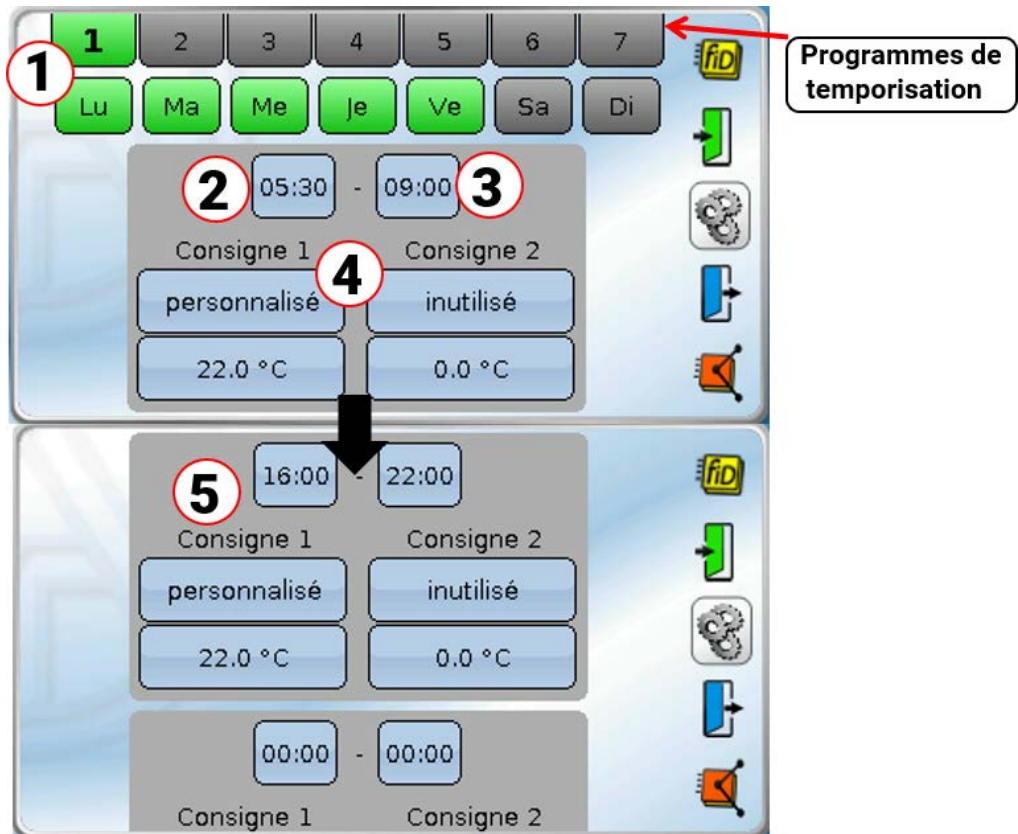 1 2 3 4 5 6 7
fiD
Programmes de
temporisation
1
Lu Ma Me Je Ve Sa Di
2 05:30 - 09:00 3
Consigne 1 Consigne 2
4
personnalisé inutilisé
22.0 °C 0.0 °C
16:00 - 22:00
fiD
5
Consigne 1 Consigne 2
personnalisé inutilisé
22.0 °C 0.0 °C
00:00 - 00:00
Consigne 1 Consigne 2